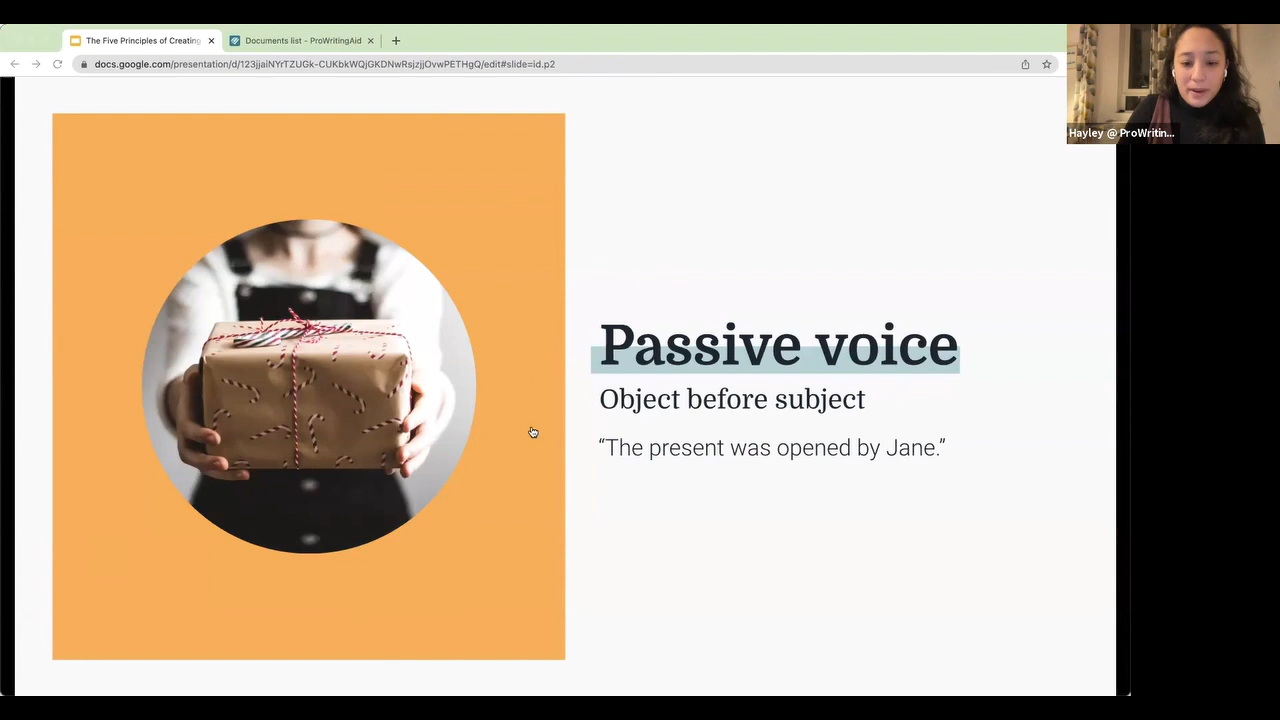 The Five Principles of Creating
Documents list – ProWritingAid
docs.google.com/presentation/d/123jjaiNYrTZUGk-CUKbkWQjGKDNwRsjzjjOvwPETHgQ/edit#slide=id.p2
Hayley @ ProWritin...
Passive voice
Object before subject
“The present was opened by Jane.”